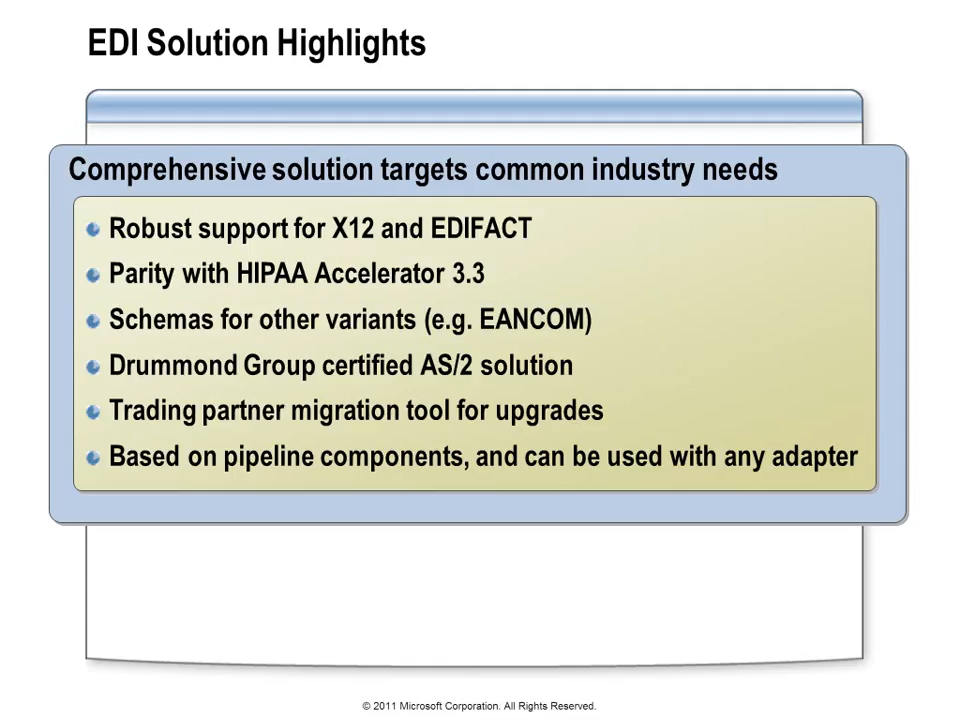 EDI Solution Highlights
Comprehensive solution targets common industry needs
Robust support for X12 and EDIFACT
Parity with HIPAA Accelerator 3.3
Schemas for other variants (e.g. EANCOM)
Drummond Group certified AS/2 solution
Trading partner migration tool for upgrades
Based on pipeline components, and can be used with any adapter
© 2011 Microsoft Corporation. All Rights Reserved.